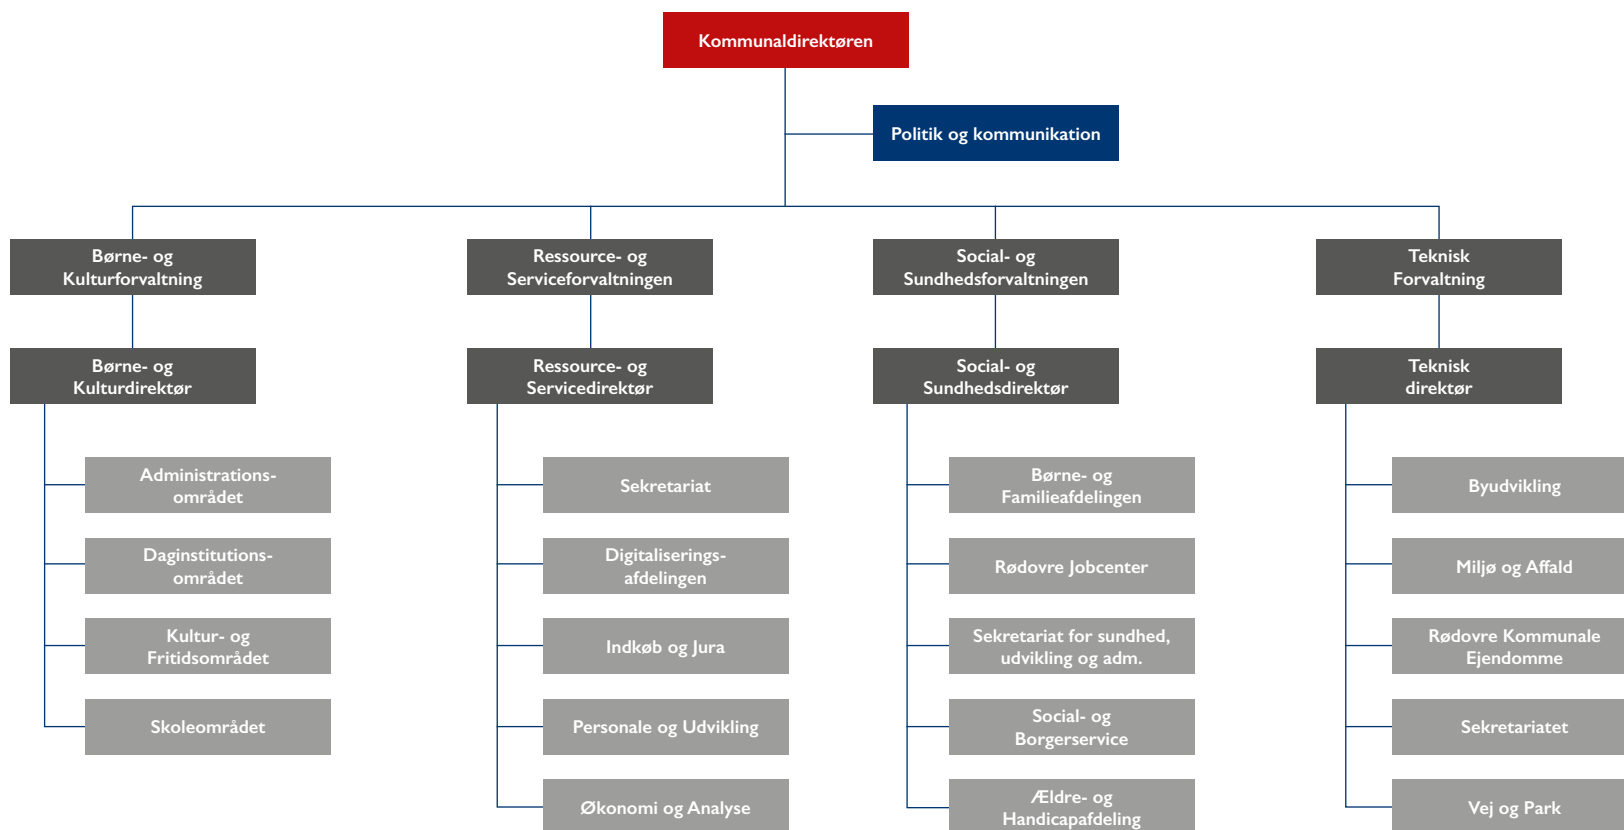 Kommunaldirektøren
Politik og kommunikation
Børne- og
Kulturforvaltning
Ressource- og
Serviceforvaltningen
Social- og
Sundhedsforvaltningen
Teknisk
Forvaltning
Børne- og
Kulturdirektør
Ressource- og
Servicedirektør
Social- og
Sundhedsdirektør
Teknisk
direktør
Administrations-
området
Daginstitutions-
området
Kultur- og
Fritidsområdet
Skoleområdet
Sekretariat
Digitaliserings-
afdelingen
Indkøb og Jura
Personale og Udvikling
Økonomi og Analyse
Børne- og
Familieafdelingen
Rødovre Jobcenter
Sekretariat for sundhed,
udvikling og adm.
Social- og
Borgerservice
Ældre- og
Handicapafdeling
Byudvikling
Miljø og Affald
Rødovre Kommunale
Ejendomme
Sekretariatet
Vej og Park